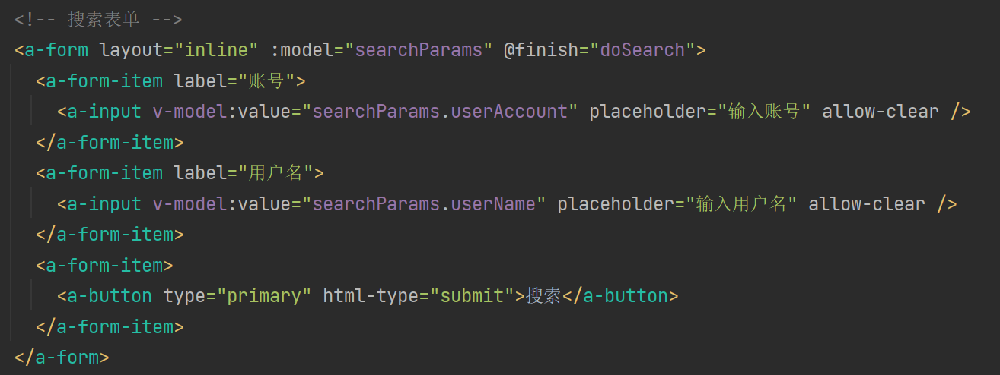 <!-- 搜索表单 -->
<a-form layout="inline" :model="searchParams" @finish="doSearch">
  <a-form-item label="账号">
    <a-input v-model:value="searchParams.userAccount" placeholder="输入账号" allow-clear />
  </a-form-item>
  <a-form-item label="用户名">
    <a-input v-model:value="searchParams.userName" placeholder="输入用户名" allow-clear />
  </a-form-item>
  <a-form-item>
    <a-button type="primary" html-type="submit">搜索</a-button>
  </a-form-item>
</a-form>